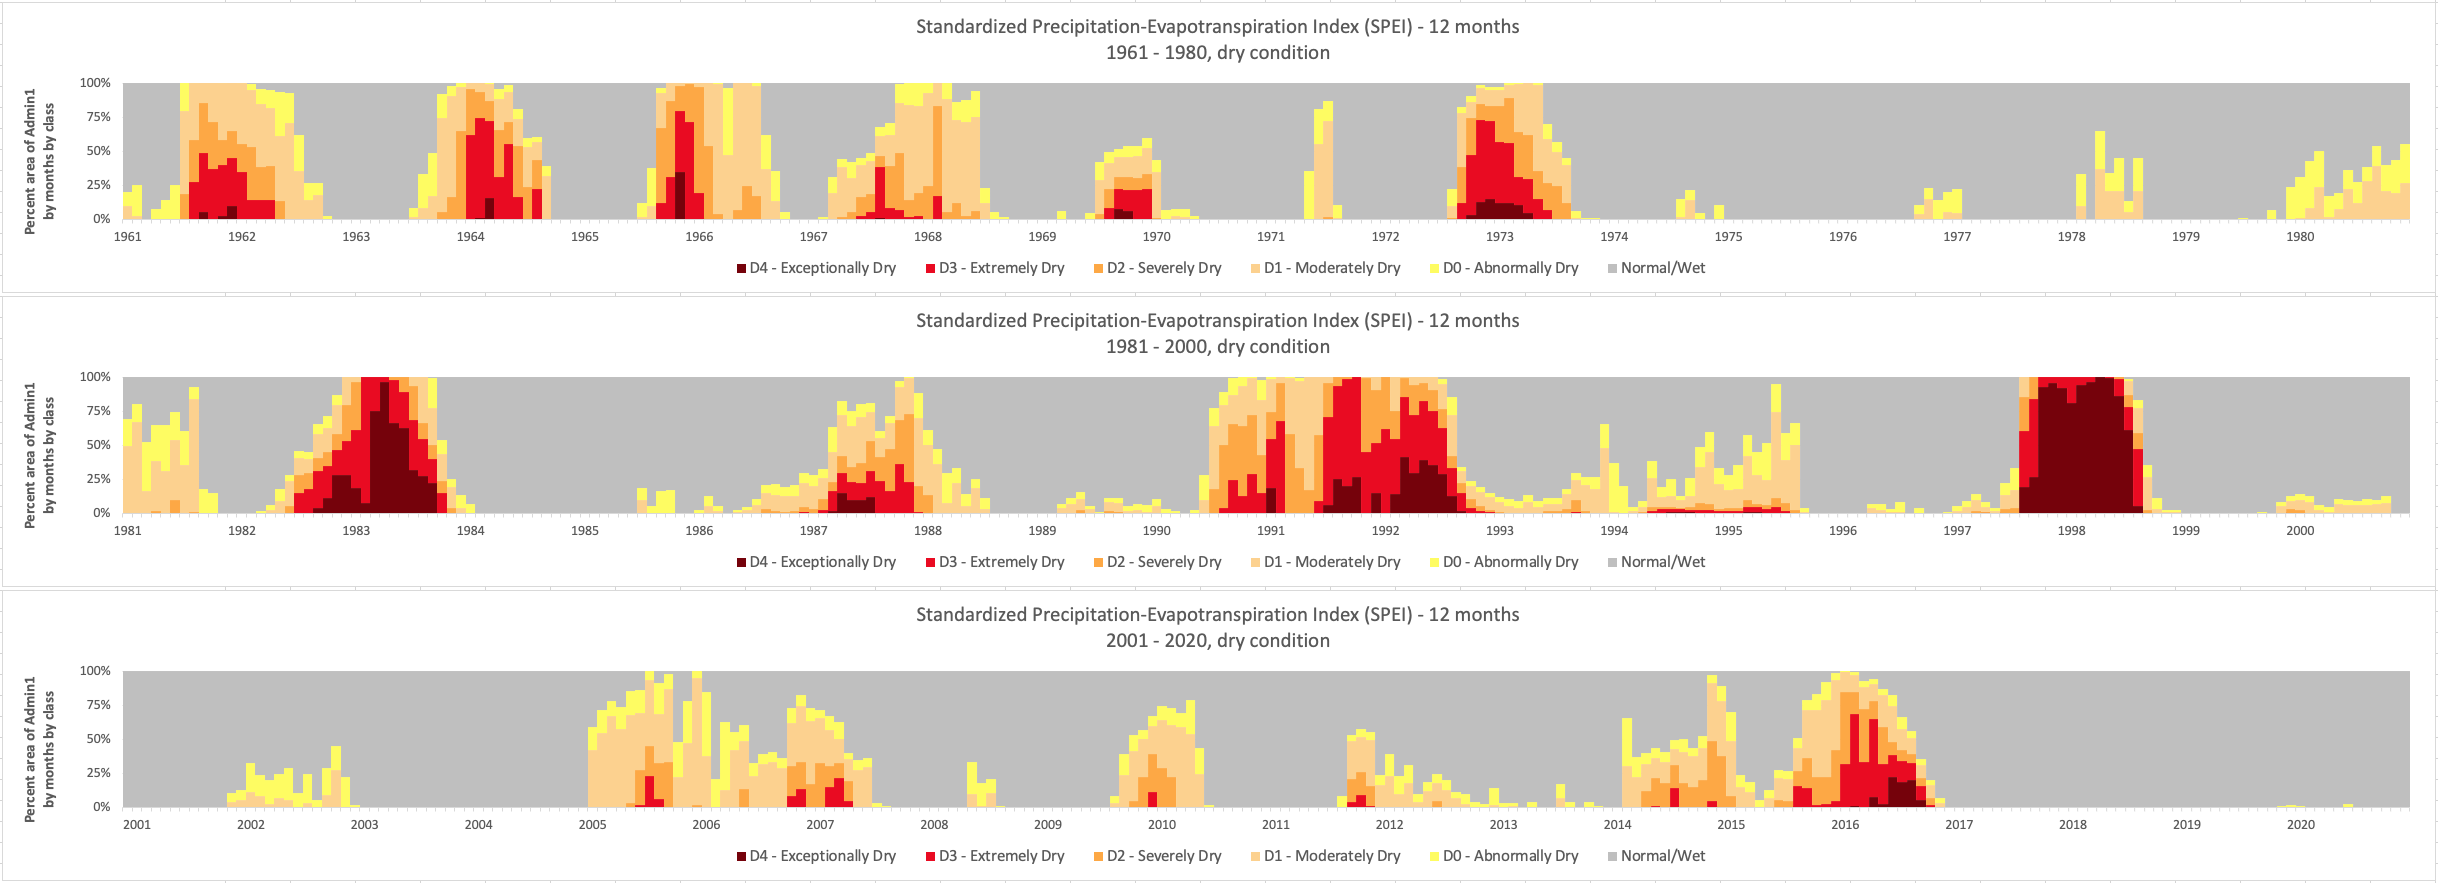 Standardized Precipitation-Evapotranspiration Index (SPEI) - 12 months
1961 - 1980, dry condition
Percent area of Admin1
by months by class
100%
75%
50%
25%
0%
1961 1962 1963 1964 1965 1966 1967 1968 1969 1970 1971 1972 1973 1974 1975 1976 1977 1978 1979 1980
D4 - Exceptionally Dry D3 - Extremely Dry D2 - Severely Dry D1 - Moderately Dry D0 - Abnormally Dry Normal/Wet
Standardized Precipitation-Evapotranspiration Index (SPEI) - 12 months
1981 - 2000, dry condition
Percent area of Admin1
by months by class
100%
75%
50%
25%
0%
1981 1982 1983 1984 1985 1986 1987 1988 1989 1990 1991 1992 1993 1994 1995 1996 1997 1998 1999 2000
D4 - Exceptionally Dry D3 - Extremely Dry D2 - Severely Dry D1 - Moderately Dry D0 - Abnormally Dry Normal/Wet
Standardized Precipitation-Evapotranspiration Index (SPEI) - 12 months
2001 - 2020, dry condition
Percent area of Admin1
by months by class
100%
75%
50%
25%
0%
2001 2002 2003 2004 2005 2006 2007 2008 2009 2010 2011 2012 2013 2014 2015 2016 2017 2018 2019 2020
D4 - Exceptionally Dry D3 - Extremely Dry D2 - Severely Dry D1 - Moderately Dry D0 - Abnormally Dry Normal/Wet